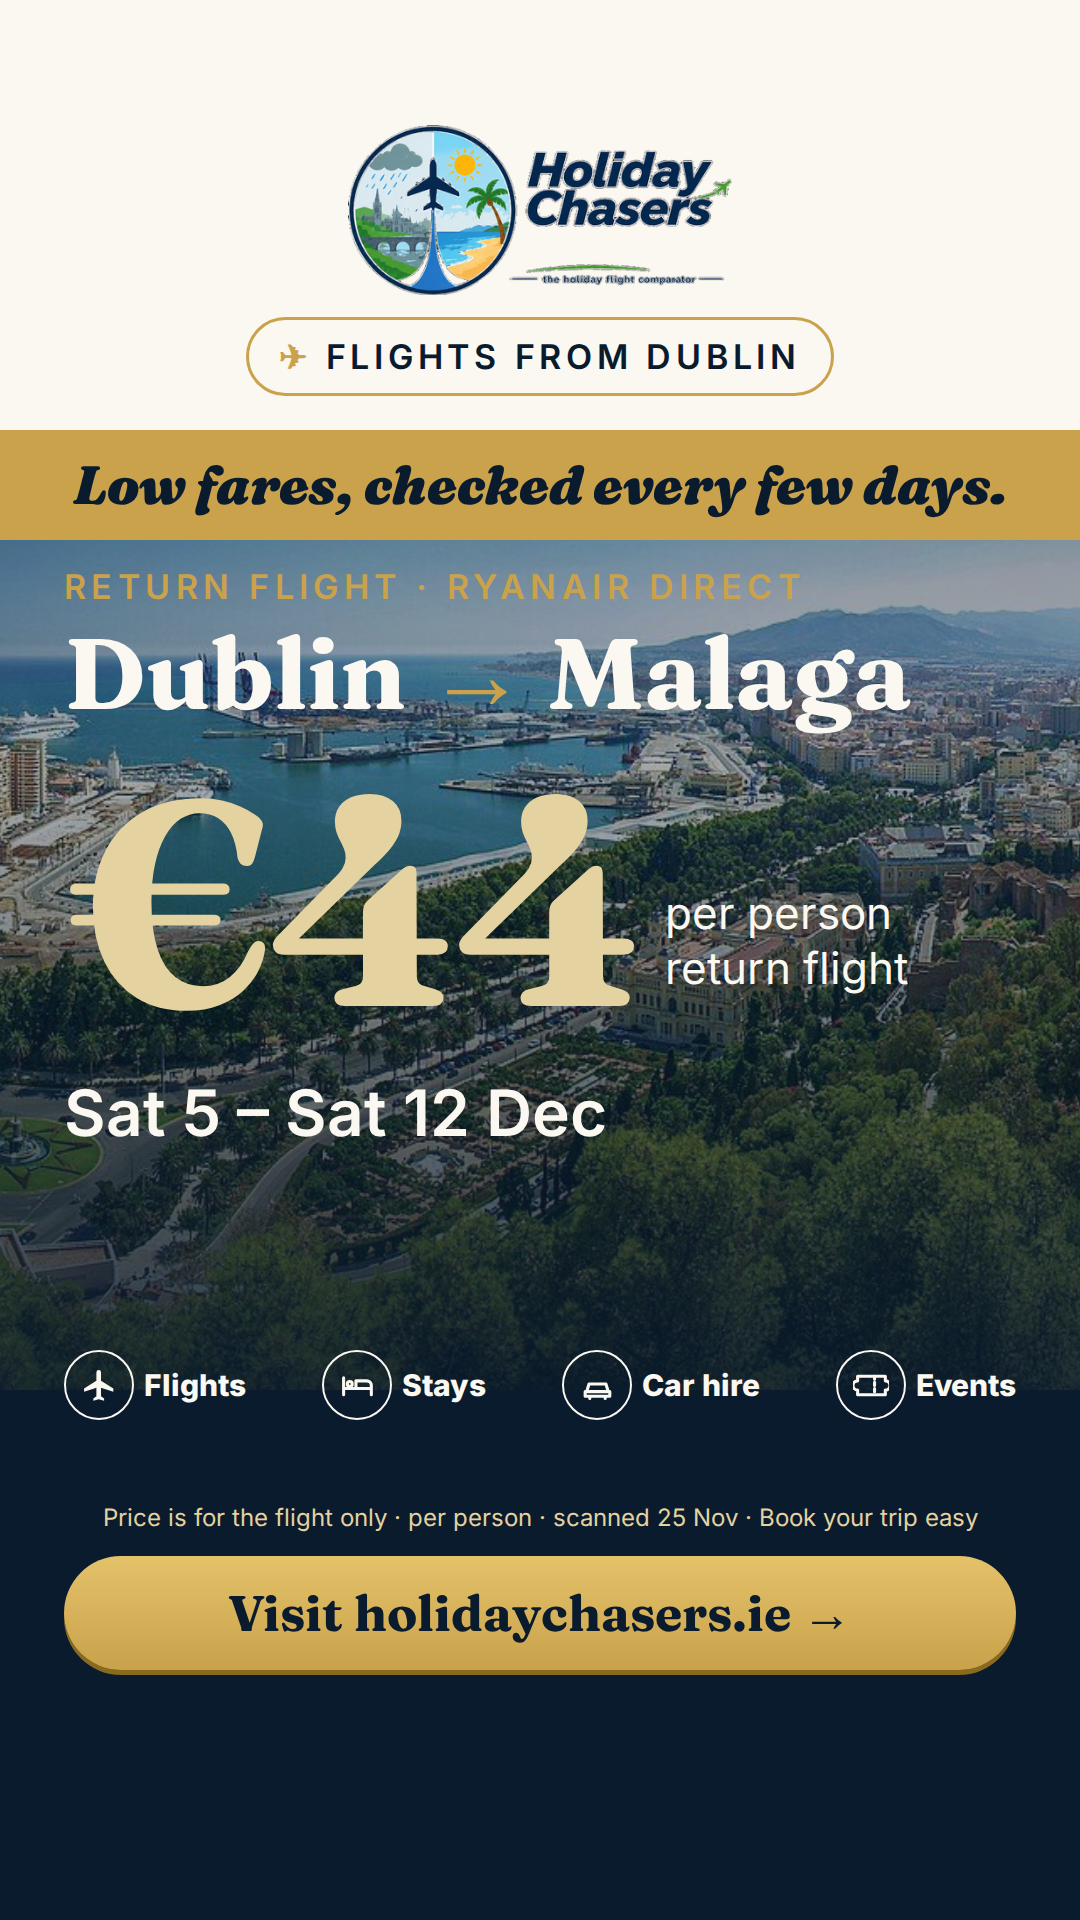 Holiday
Chasers
the holiday flight comparator
✈ FLIGHTS FROM DUBLIN
Low fares, checked every few days.
RETURN FLIGHT · RYANAIR DIRECT
Dublin → Malaga
€44
per person
return flight
Sat 5 – Sat 12 Dec
Flights Stays Car hire Events
Price is for the flight only · per person · scanned 25 Nov · Book your trip easy
Visit holidaychasers.ie →